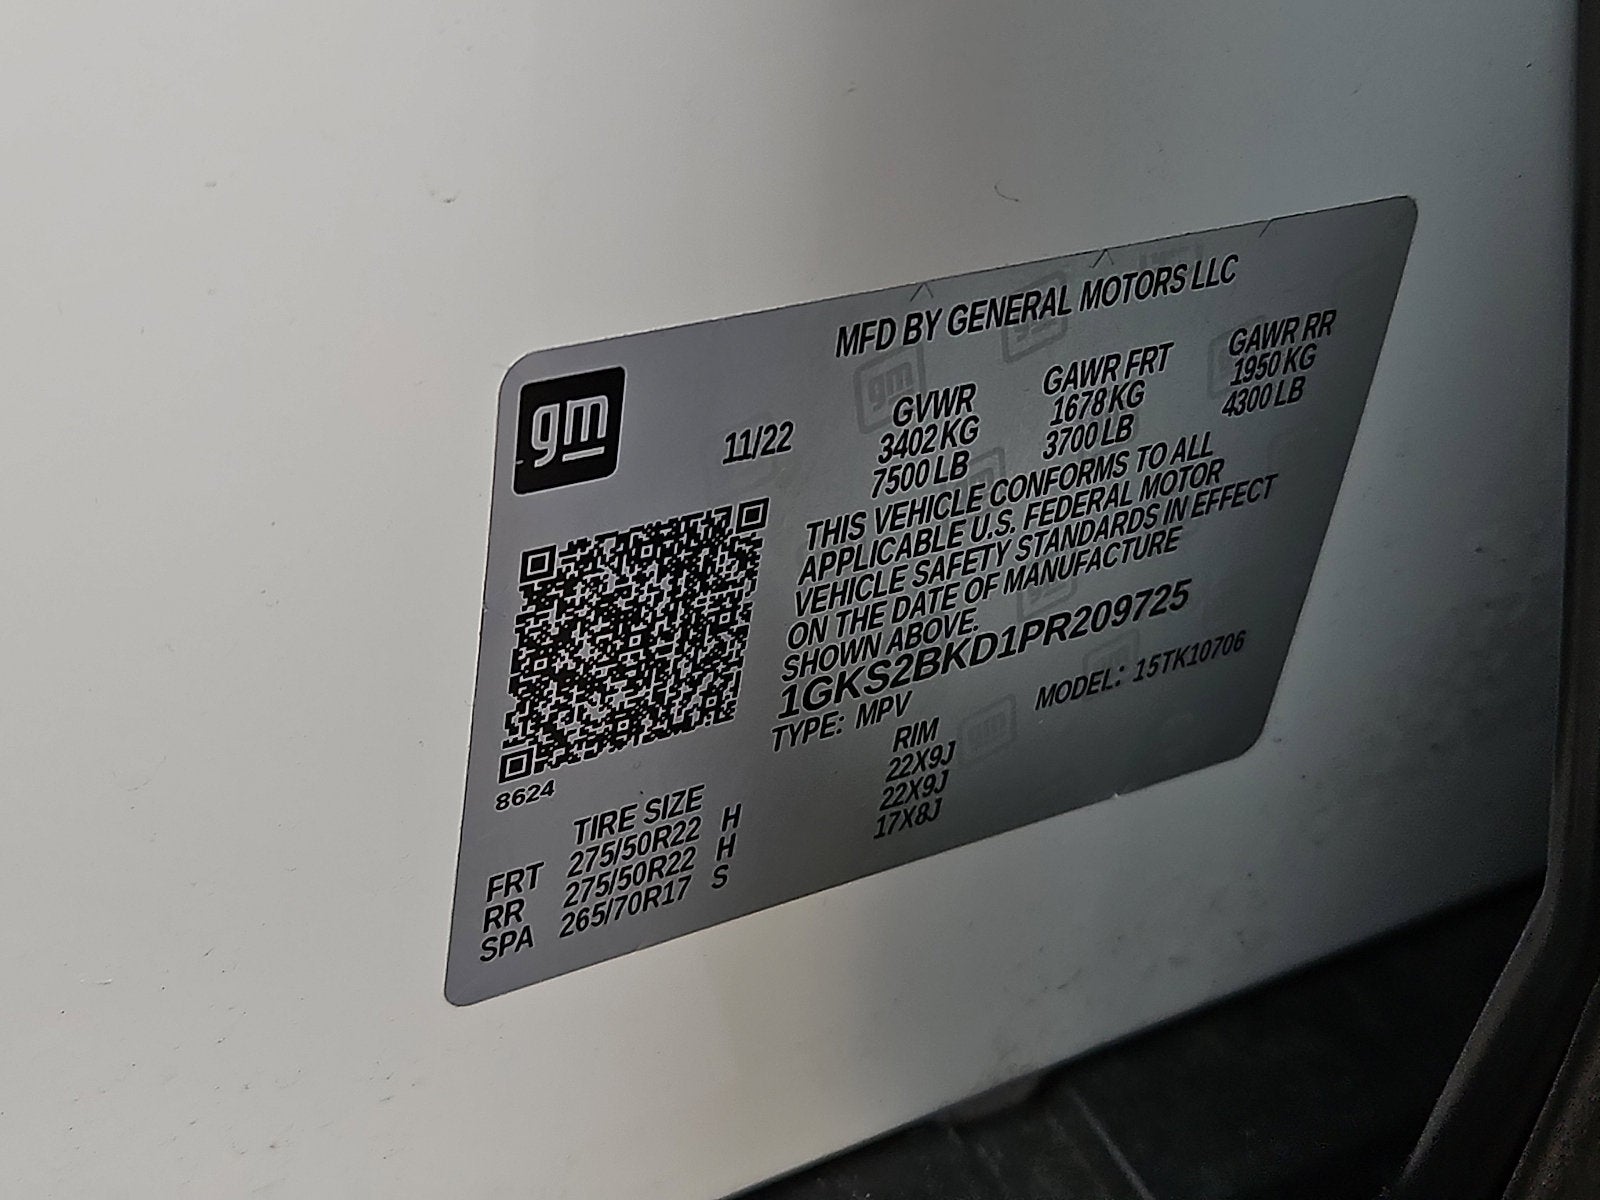 MFD BY GENERAL MOTORS LLC
gm
11/22
GVWR GAWR FRT GAWR RR
3402 KG 1678 KG 1950 KG
7500 LB 3700 LB 4300 LB
THIS VEHICLE CONFORMS TO ALL
APPLICABLE U.S. FEDERAL MOTOR
VEHICLE SAFETY STANDARDS IN EFFECT
ON THE DATE OF MANUFACTURE
SHOWN ABOVE.
1GKS2BKD1PR209725
TYPE: MPV MODEL: 15TK10706
8624
TIRE SIZE RIM
FRT 275/50R22 H 22X9J
RR 275/50R22 H 22X9J
SPA 265/70R17 S 17X8J